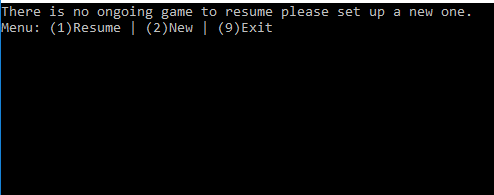 There is no ongoing game to resume please set up a new one.
Menu: (1)Resume | (2)New | (9)Exit